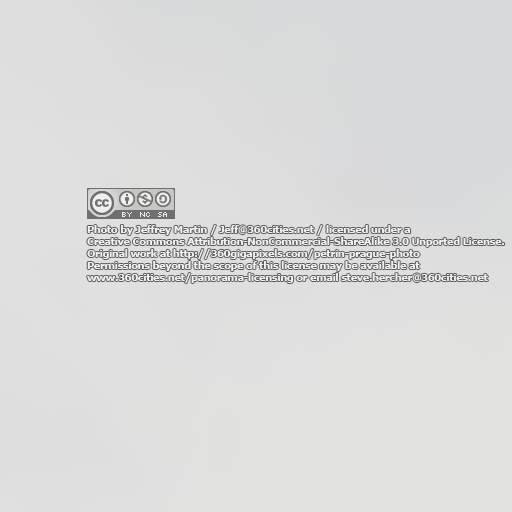 cc BY NC SA
Photo by Jeffrey Martin / Jeff@360cities.net / licensed under a
Creative Commons Attribution-NonCommercial-ShareAlike 3.0 Unported License.
Original work at http://360gigapixels.com/petrin-prague-photo
Permissions beyond the scope of this license may be available at
www.360cities.net/panorama-licensing or email steve.hercher@360cities.net